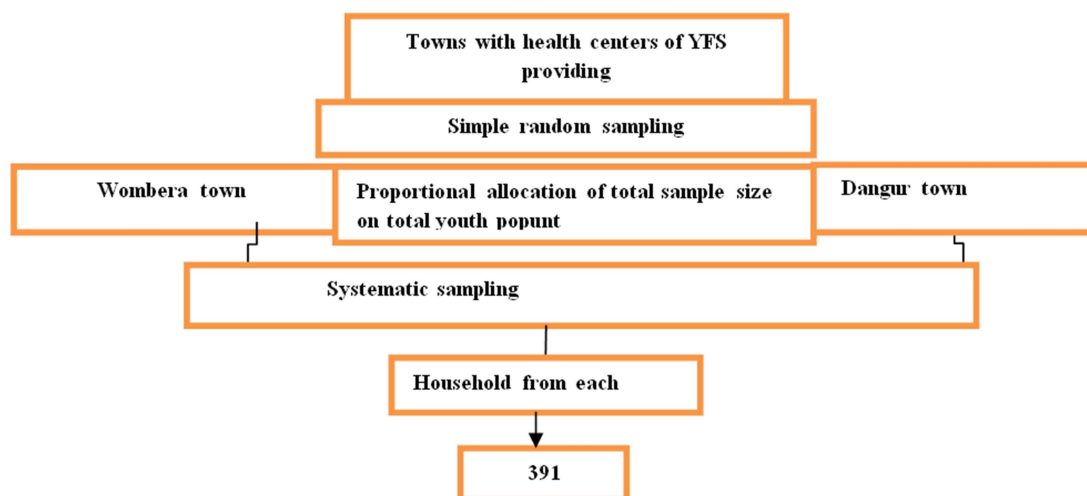 Towns with health centers of YFS
providing
Simple random sampling
Wombera town
Proportional allocation of total sample size
on total youth popunt
Dangur town
Systematic sampling
Household from each
391